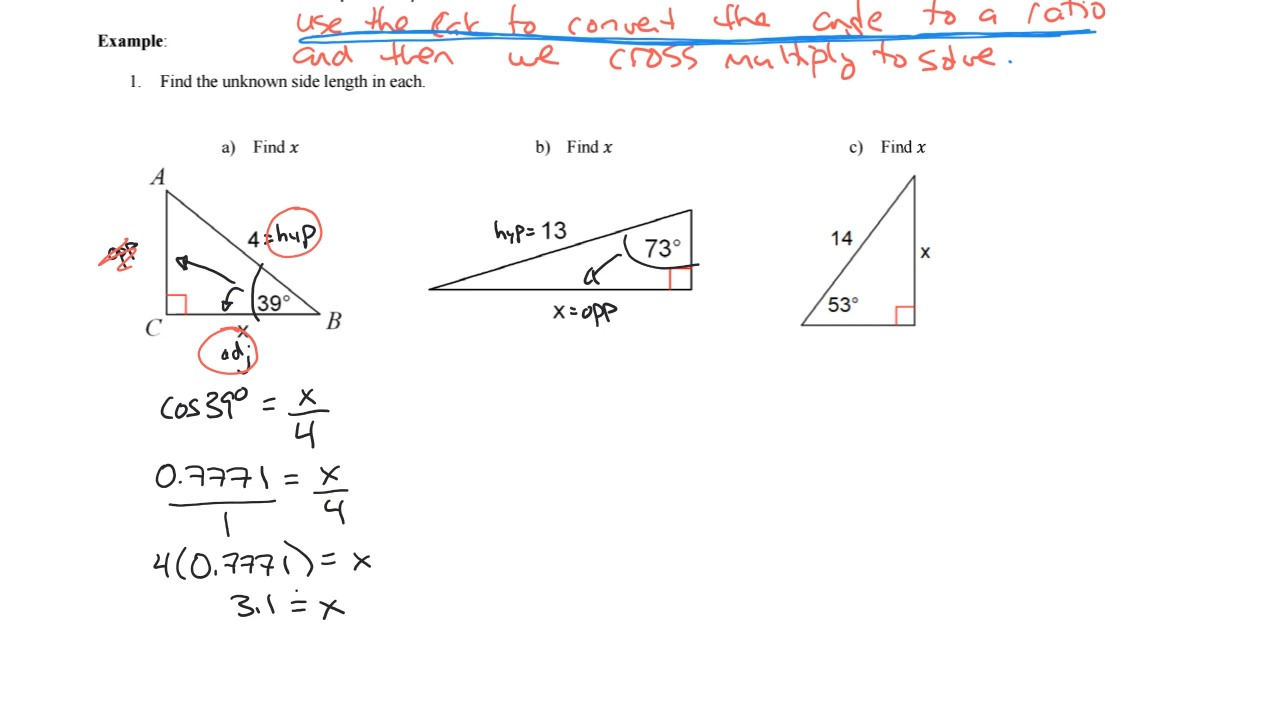 use the calc to convert the angle to a ratio
Example:
and then we cross multiply to solve.
1. Find the unknown side length in each.
a) Find x
b) Find x
c) Find x
A
4 = hyp
opp
39°
C
B
x
adj
hyp = 13
73°
x = opp
14
x
53°
cos39° = x/4
0.7771/1 = x/4
4(0.7771) = x
3.1 ≐ x